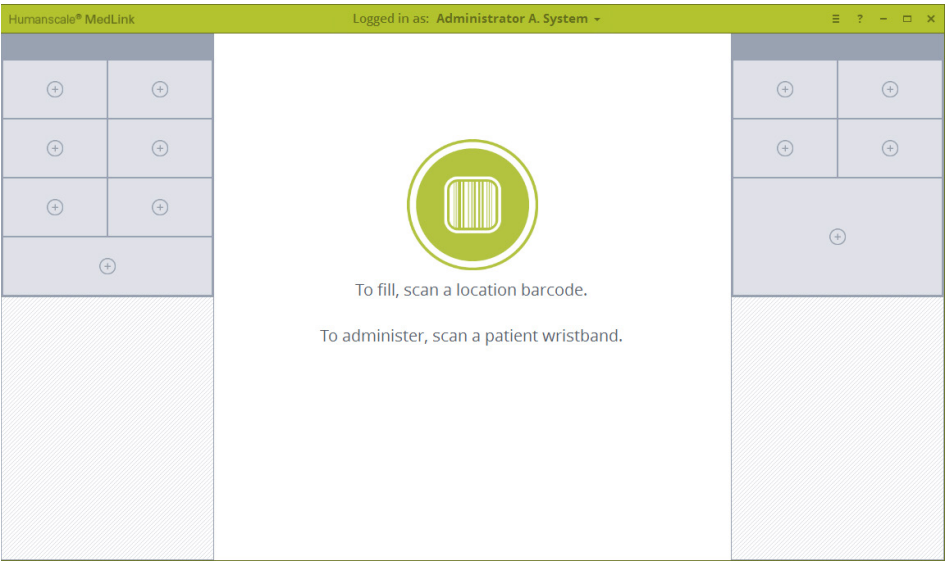 Humanscale® MedLink
Logged in as: Administrator A. System
?
To fill, scan a location barcode.
To administer, scan a patient wristband.